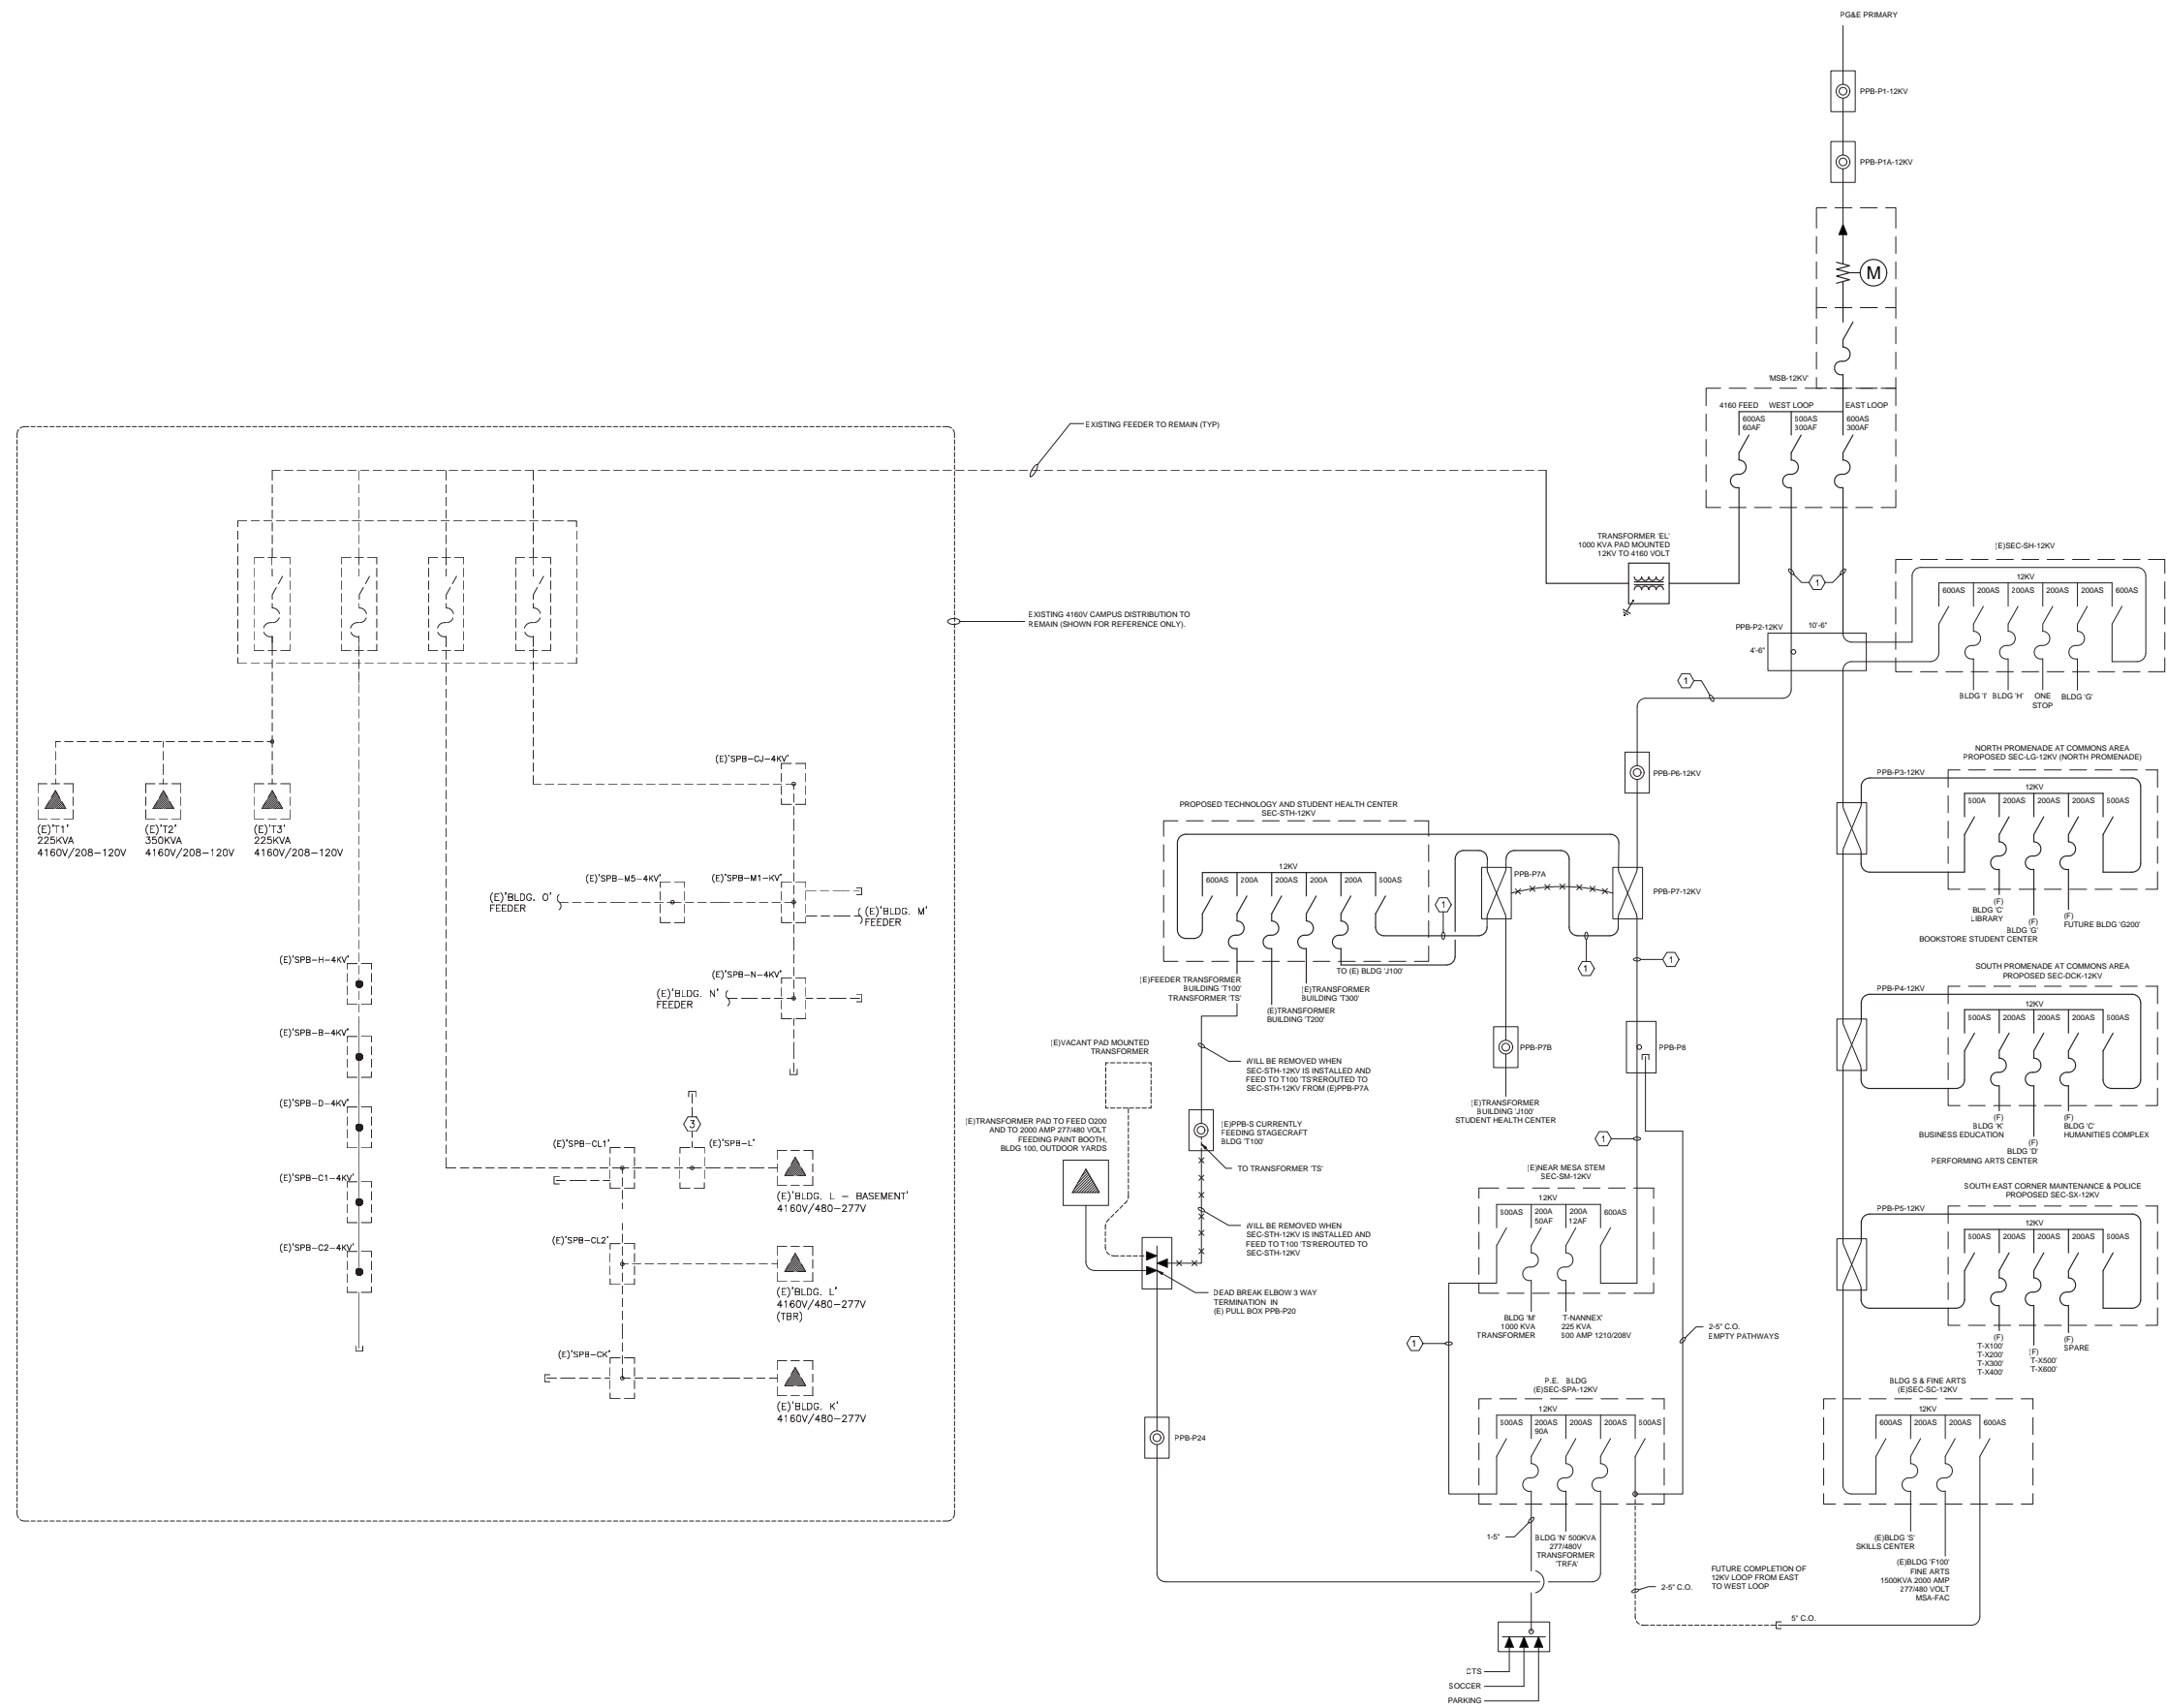 PG&E PRIMARY
PPB-P1-12KV
PPB-P1A-12KV
M
'MSB-12KV'
4160 FEED
WEST LOOP
EAST LOOP
600AS
60AF
600AS
300AF
600AS
300AF
EXISTING FEEDER TO REMAIN (TYP)
TRANSFORMER 'EL'
1000 KVA PAD MOUNTED
12KV TO 4160 VOLT
EXISTING 4160V CAMPUS DISTRIBUTION TO
REMAIN (SHOWN FOR REFERENCE ONLY).
1
(E)SEC-SH-12KV
12KV
600AS
200AS
200AS
200AS
200AS
600AS
BLDG 'I'
BLDG 'H'
ONE
STOP
BLDG 'G'
PPB-P2-12KV
10'-6"
4'-6"
1
PPB-P6-12KV
NORTH PROMENADE AT COMMONS AREA
PROPOSED SEC-LG-12KV (NORTH PROMENADE)
PPB-P3-12KV
12KV
600A
200AS
200AS
200AS
600AS
(F)
BLDG 'C'
LIBRARY
(F)
BLDG 'G'
BOOKSTORE STUDENT CENTER
(F)
FUTURE BLDG 'G200'
SOUTH PROMENADE AT COMMONS AREA
PROPOSED SEC-DCK-12KV
PPB-P4-12KV
12KV
600AS
200AS
200AS
200AS
600AS
(F)
BLDG 'K'
BUSINESS EDUCATION
(F)
BLDG 'D'
PERFORMING ARTS CENTER
(F)
BLDG 'C'
HUMANITIES COMPLEX
SOUTH EAST CORNER MAINTENANCE & POLICE
PROPOSED SEC-SX-12KV
PPB-P5-12KV
12KV
600AS
200AS
200AS
200AS
600AS
(F)
T-X100'
T-X200'
T-X300'
T-X400'
(F)
T-X500'
T-X600'
(F)
SPARE
BLDG S & FINE ARTS
(E)SEC-SC-12KV
12KV
600AS
200AS
200AS
600AS
(E)BLDG 'S'
SKILLS CENTER
(E)BLDG 'F100'
FINE ARTS
1500KVA 2000 AMP
277/480 VOLT
MSA-FAC
5" C.O.
PROPOSED TECHNOLOGY AND STUDENT HEALTH CENTER
SEC-STH-12KV
12KV
600AS
200A
200AS
200A
200A
600AS
PPB-P7A
PPB-P7-12KV
1
1
1
TO (E) BLDG 'J100'
(E)FEEDER TRANSFORMER
BUILDING 'T100'
TRANSFORMER 'TS'
(E)TRANSFORMER
BUILDING 'T200'
(E)TRANSFORMER
BUILDING 'T300'
PPB-P7B
PPB-P8
(E)TRANSFORMER
BUILDING 'J100'
STUDENT HEALTH CENTER
(E)VACANT PAD MOUNTED
TRANSFORMER
WILL BE REMOVED WHEN
SEC-STH-12KV IS INSTALLED AND
FEED TO T100 'TS'REROUTED TO
SEC-STH-12KV FROM (E)PPB-P7A
(E)TRANSFORMER PAD TO FEED O200
AND TO 2000 AMP 277/480 VOLT
FEEDING PAINT BOOTH,
BLDG 100, OUTDOOR YARDS
(E)PPB-S CURRENTLY
FEEDING STAGECRAFT
BLDG 'T100'
TO TRANSFORMER 'TS'
WILL BE REMOVED WHEN
SEC-STH-12KV IS INSTALLED AND
FEED TO T100 'TS'REROUTED TO
SEC-STH-12KV
DEAD BREAK ELBOW 3 WAY
TERMINATION IN
(E) PULL BOX PPB-P20
PPB-P24
1
(E)NEAR MESA STEM
SEC-SM-12KV
12KV
600AS
200A
50AF
200A
12AF
600AS
BLDG 'M'
1000 KVA
TRANSFORMER
T-NANNEX'
225 KVA
600 AMP 1210/208V
1
2-5" C.O.
EMPTY PATHWAYS
P.E. BLDG
(E)SEC-SPA-12KV
12KV
600AS
200AS
90A
200AS
200AS
600AS
1-5"
BLDG 'N' 500KVA
277/480V
TRANSFORMER
'TRFA'
2-5" C.O.
FUTURE COMPLETION OF
12KV LOOP FROM EAST
TO WEST LOOP
CTS
SOCCER
PARKING
(E)'T1'
225KVA
4160V/208-120V
(E)'T2'
350KVA
4160V/208-120V
(E)'T3'
225KVA
4160V/208-120V
(E)'SPB-CJ-4KV'
(E)'SPB-M5-4KV'
(E)'SPB-M1-KV'
(E)'BLDG. O'
FEEDER
(E)'BLDG. M'
FEEDER
(E)'SPB-N-4KV'
(E)'BLDG. N'
FEEDER
(E)'SPB-H-4KV'
(E)'SPB-B-4KV'
(E)'SPB-D-4KV'
(E)'SPB-C1-4KV'
(E)'SPB-C2-4KV'
3
(E)'SPB-CL1'
(E)'SPB-L'
(E)'BLDG. L - BASEMENT'
4160V/480-277V
(E)'SPB-CL2'
(E)'BLDG. L'
4160V/480-277V
(TBR)
(E)'SPB-CK'
(E)'BLDG. K'
4160V/480-277V